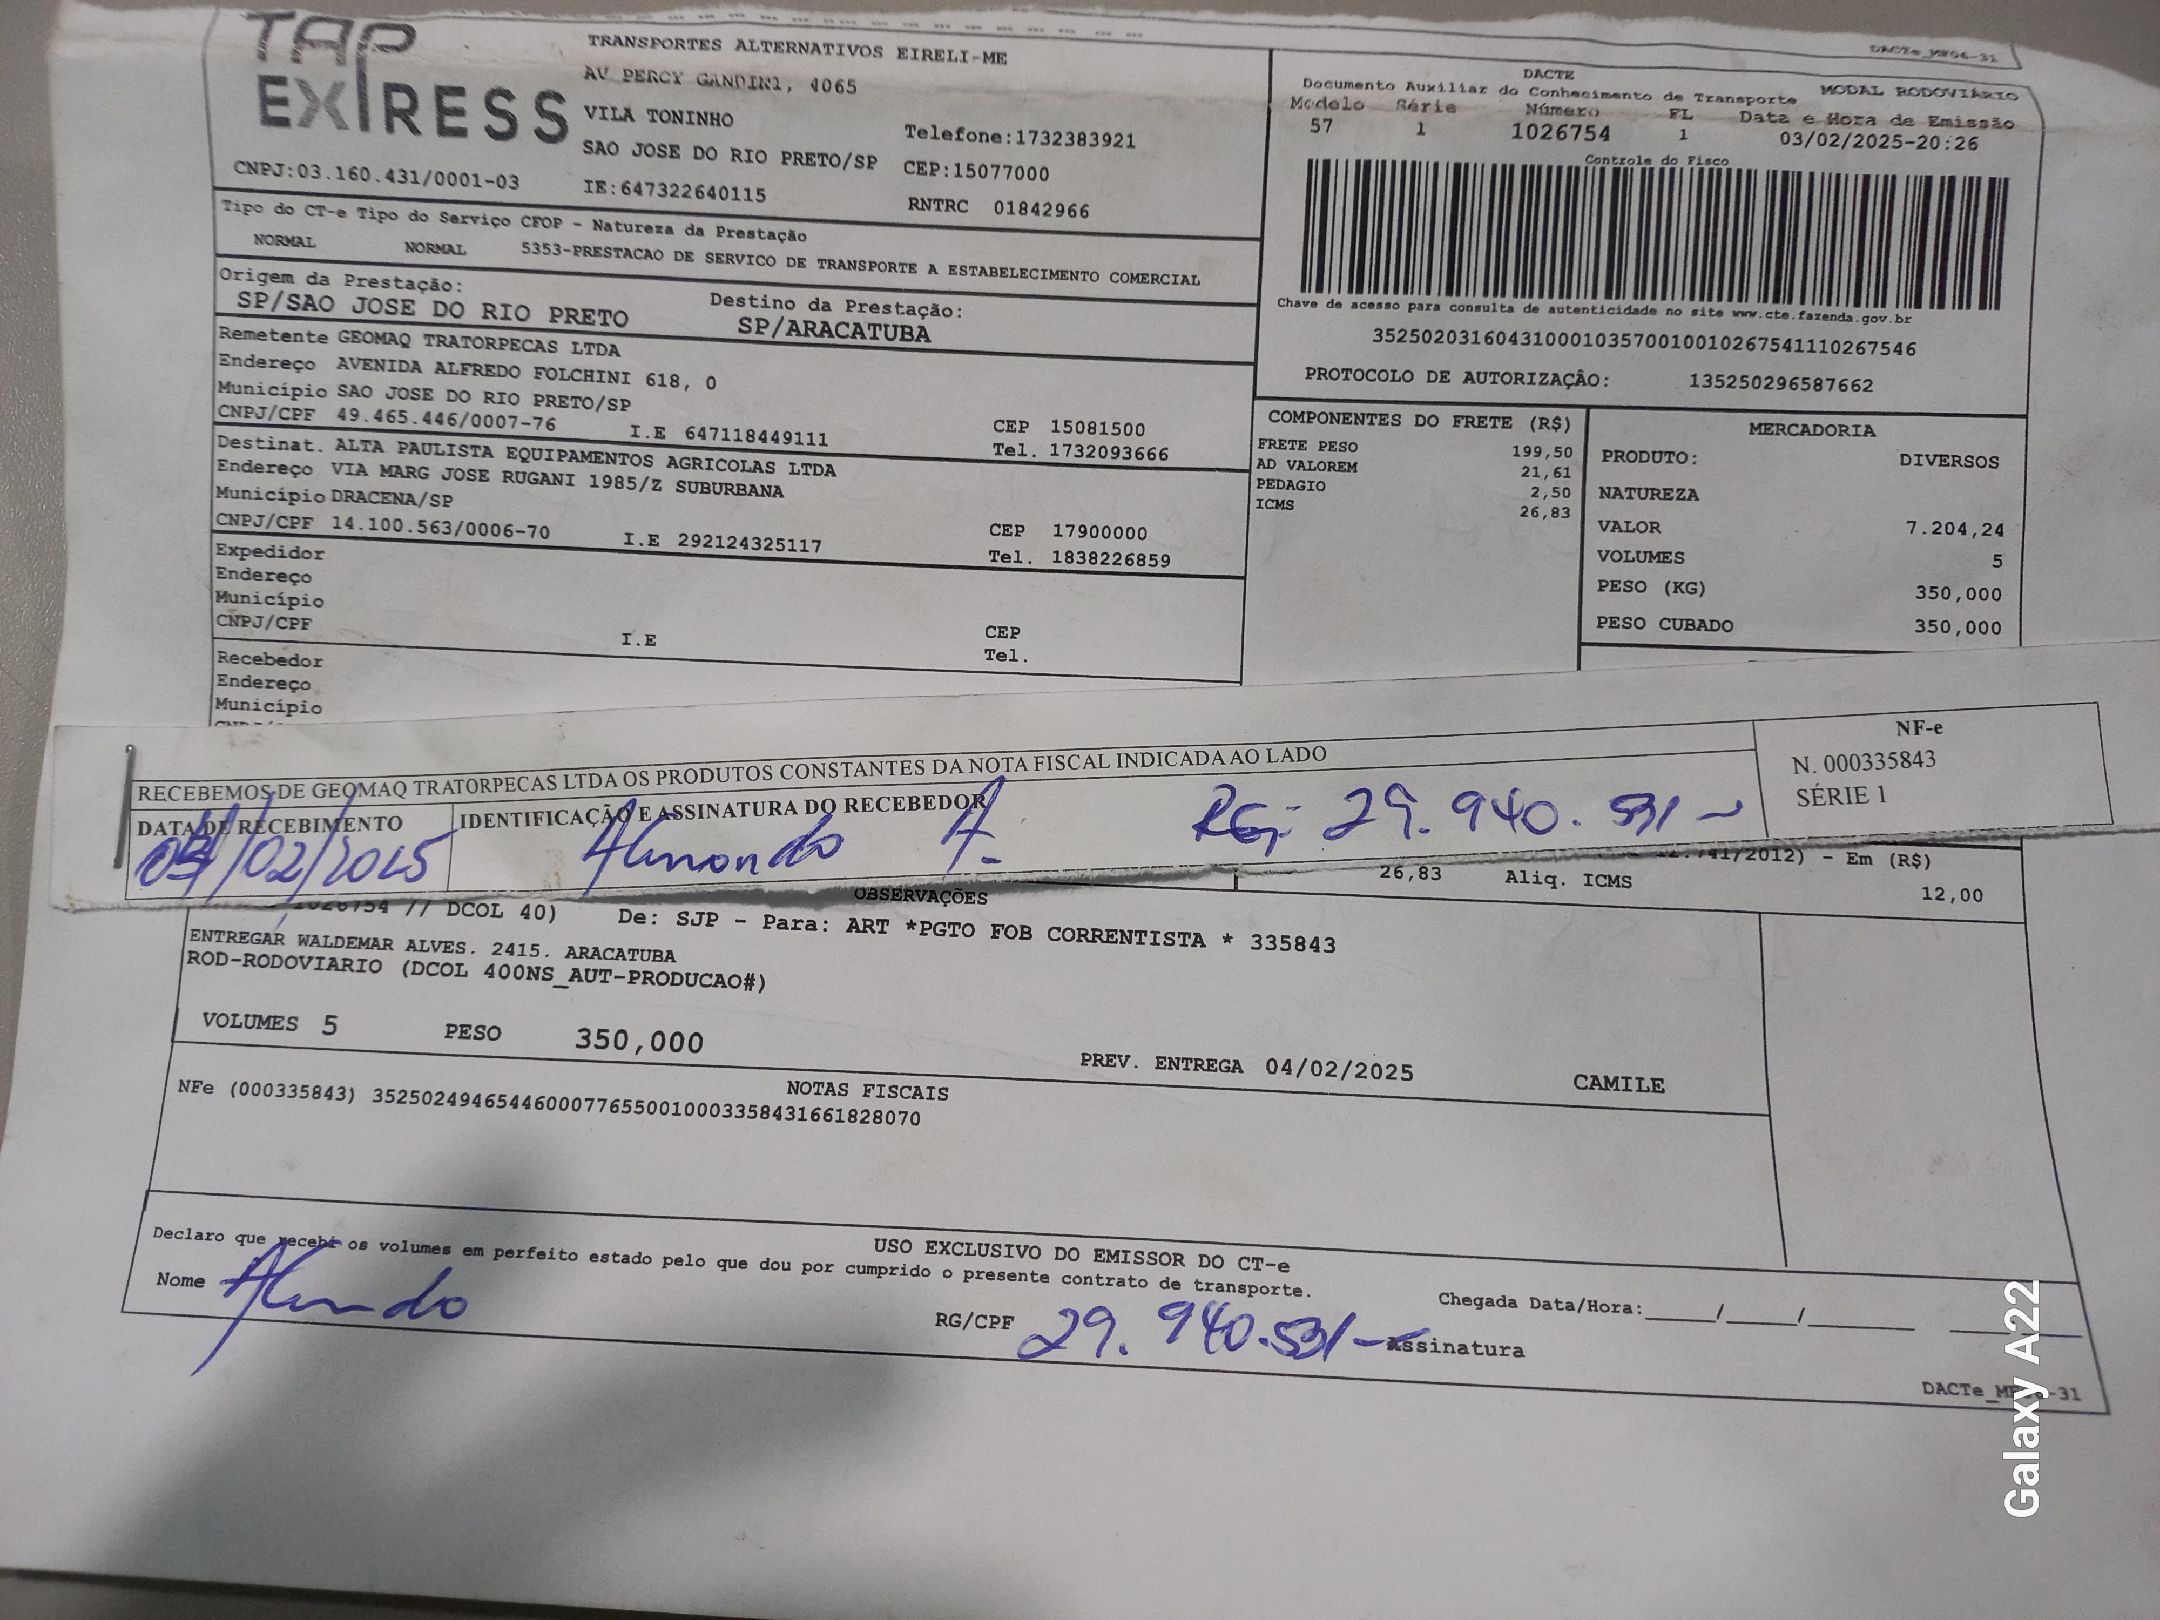 TAP
EXPRESS
TRANSPORTES ALTERNATIVOS EIRELI-ME
AV PERCY GANDINI, 4065
VILA TONINHO
SAO JOSE DO RIO PRETO/SP
Telefone:1732383921
CEP:15077000
CNPJ:03.160.431/0001-03
IE:647322640115
RNTRC 01842966
DACTE
Documento Auxiliar do Conhecimento de Transporte
MODAL RODOVIÁRIO
Modelo Série Número FL Data e Hora de Emissão
57 1 1026754 1 03/02/2025-20:26
Controle do Fisco
Chave de acesso para consulta de autenticidade no site www.cte.fazenda.gov.br
35250203160431000103570010010267541110267546
PROTOCOLO DE AUTORIZAÇÂO: 135250296587662
Tipo do CT-e Tipo do Serviço CFOP - Natureza da Prestação
NORMAL NORMAL 5353-PRESTACAO DE SERVICO DE TRANSPORTE A ESTABELECIMENTO COMERCIAL
Origem da Prestação:
SP/SAO JOSE DO RIO PRETO
Destino da Prestação:
SP/ARACATUBA
Remetente GEOMAQ TRATORPECAS LTDA
Endereço AVENIDA ALFREDO FOLCHINI 618, 0
Município SAO JOSE DO RIO PRETO/SP
CNPJ/CPF 49.465.446/0007-76 I.E 647118449111
CEP 15081500
Tel. 1732093666
Destinat. ALTA PAULISTA EQUIPAMENTOS AGRICOLAS LTDA
Endereço VIA MARG JOSE RUGANI 1985/Z SUBURBANA
Município DRACENA/SP
CNPJ/CPF 14.100.563/0006-70 I.E 292124325117
CEP 17900000
Tel. 1838226859
Expedidor
Endereço
Município
CNPJ/CPF I.E
CEP
Tel.
Recebedor
Endereço
Município
COMPONENTES DO FRETE (R$)
FRETE PESO 199,50
AD VALOREM 21,61
PEDAGIO 2,50
ICMS 26,83
MERCADORIA
PRODUTO: DIVERSOS
NATUREZA
VALOR 7.204,24
VOLUMES 5
PESO (KG) 350,000
PESO CUBADO 350,000
RECEBEMOS DE GEOMAQ TRATORPECAS LTDA OS PRODUTOS CONSTANTES DA NOTA FISCAL INDICADA AO LADO
DATA DE RECEBIMENTO
IDENTIFICAÇÃO E ASSINATURA DO RECEBEDOR
/02/2025
A. RG: 29.940.531-
NF-e
N. 000335843
SÉRIE 1
12.741/2012) - Em (R$)
26,83 Aliq. ICMS 12,00
OBSERVAÇÕES
1026754 // DCOL 40) De: SJP - Para: ART *PGTO FOB CORRENTISTA * 335843
ENTREGAR WALDEMAR ALVES. 2415. ARACATUBA
ROD-RODOVIARIO (DCOL 400NS_AUT-PRODUCAO#)
VOLUMES 5 PESO 350,000
PREV. ENTREGA 04/02/2025 CAMILE
NOTAS FISCAIS
NFe (000335843) 35250249465446000776550010003358431661828070
USO EXCLUSIVO DO EMISSOR DO CT-e
Declaro que recebi os volumes em perfeito estado pelo que dou por cumprido o presente contrato de transporte.
Nome
RG/CPF 29.940.531- Assinatura
Chegada Data/Hora:____/____/______ ______
Galaxy A22